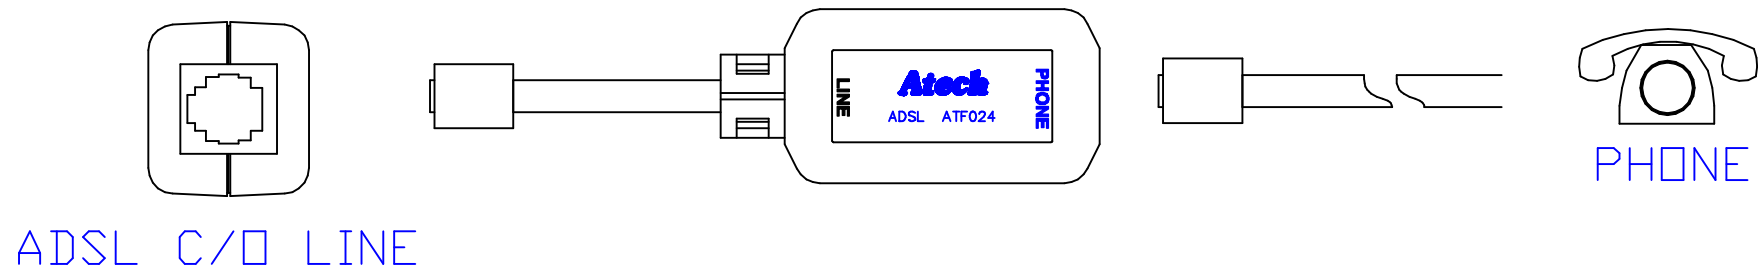 LINE
Atech
ADSL ATF024
PHONE
PHONE
ADSL C/O LINE